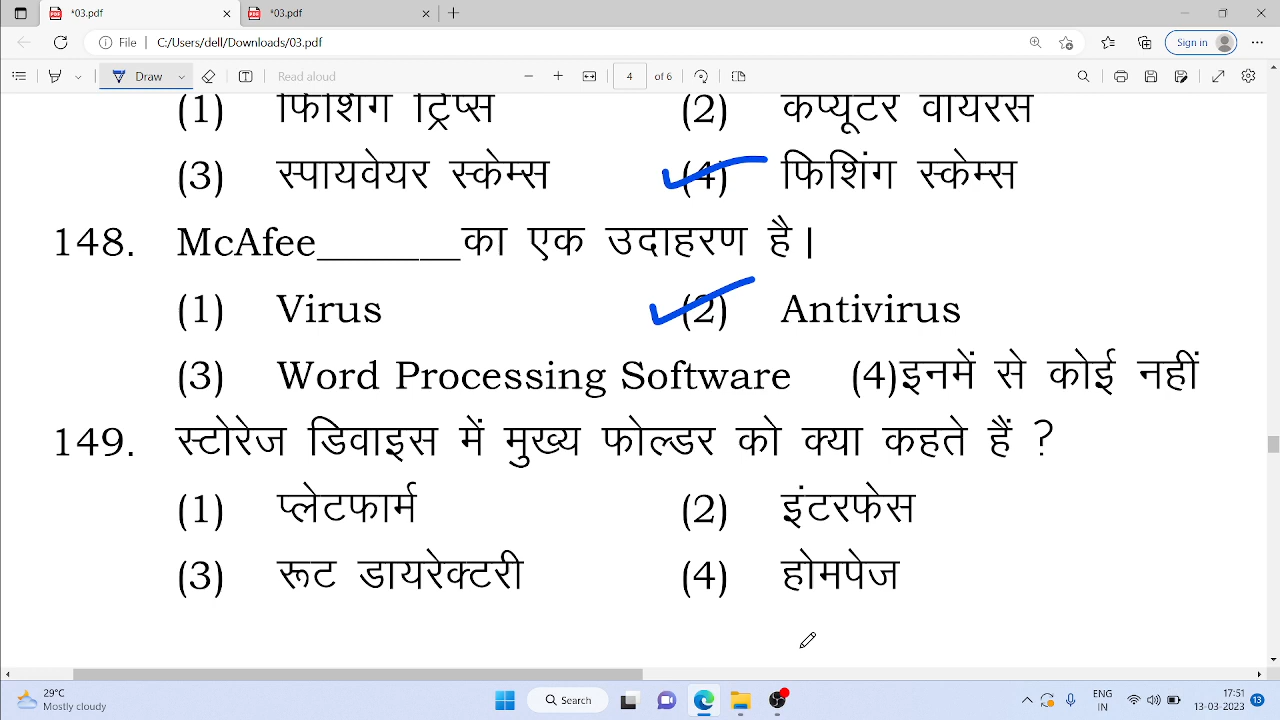 *03.pdf
*03.pdf
File C:/Users/dell/Downloads/03.pdf Sign in
Draw Read aloud 4 of 6
(1) फिशिंग ट्रिप्स (2) कंप्यूटर वायरस
(3) स्पायवेयर स्केम्स (4) फिशिंग स्केम्स
148. McAfee_______का एक उदाहरण है।
(1) Virus (2) Antivirus
(3) Word Processing Software (4)इनमें से कोई नहीं
149. स्टोरेज डिवाइस में मुख्य फोल्डर को क्या कहते हैं ?
(1) प्लेटफार्म (2) इंटरफेस
(3) रूट डायरेक्टरी (4) होमपेज
29°C
Mostly cloudy
Search
ENG
IN
17:51
13-03-2023
13